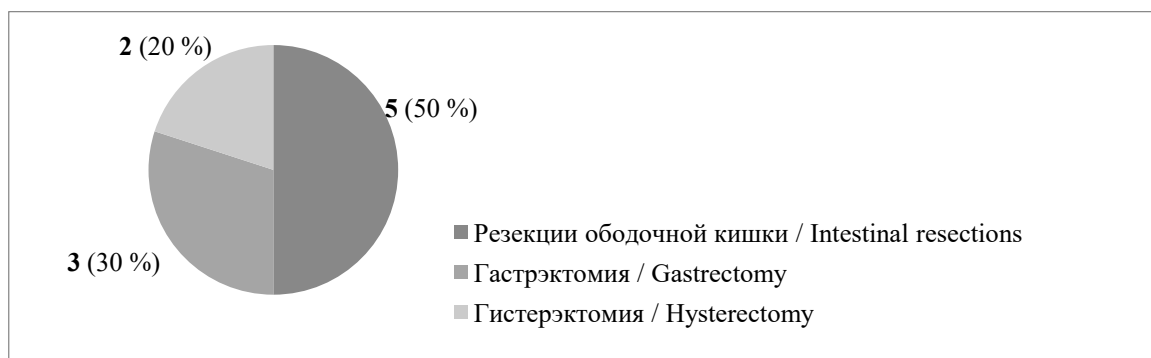 2 (20 %)
5 (50 %)
Резекции ободочной кишки / Intestinal resections
3 (30 %)
Гастрэктомия / Gastrectomy
Гистерэктомия / Hysterectomy